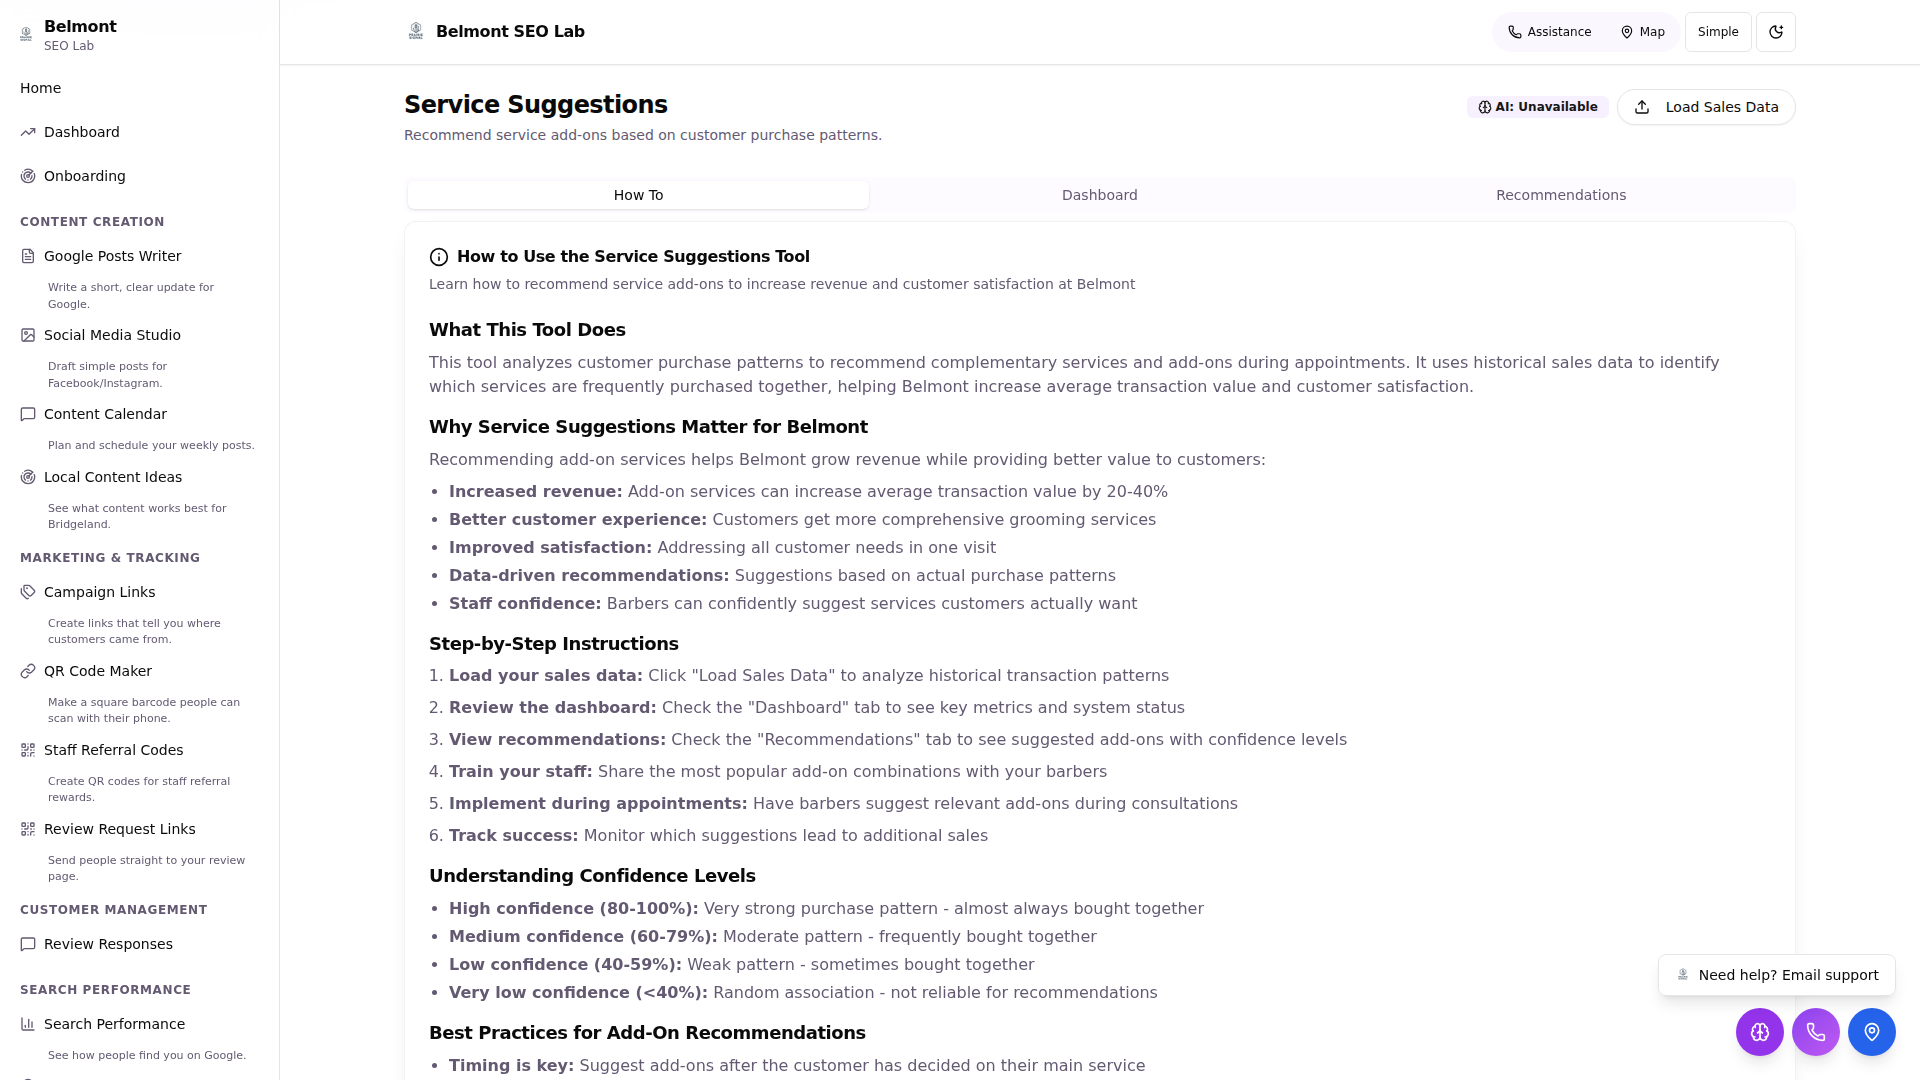 Belmont
SEO Lab
Home
Dashboard
Onboarding
CONTENT CREATION
Google Posts Writer
Write a short, clear update for
Google.
Social Media Studio
Draft simple posts for
Facebook/Instagram.
Content Calendar
Plan and schedule your weekly posts.
Local Content Ideas
See what content works best for
Bridgeland.
MARKETING & TRACKING
Campaign Links
Create links that tell you where
customers came from.
QR Code Maker
Make a square barcode people can
scan with their phone.
Staff Referral Codes
Create QR codes for staff referral
rewards.
Review Request Links
Send people straight to your review
page.
CUSTOMER MANAGEMENT
Review Responses
SEARCH PERFORMANCE
Search Performance
See how people find you on Google.
Belmont SEO Lab
Assistance
Map
Simple
Service Suggestions
Recommend service add-ons based on customer purchase patterns.
AI: Unavailable
Load Sales Data
How To
Dashboard
Recommendations
How to Use the Service Suggestions Tool
Learn how to recommend service add-ons to increase revenue and customer satisfaction at Belmont
What This Tool Does
This tool analyzes customer purchase patterns to recommend complementary services and add-ons during appointments. It uses historical sales data to identify
which services are frequently purchased together, helping Belmont increase average transaction value and customer satisfaction.
Why Service Suggestions Matter for Belmont
Recommending add-on services helps Belmont grow revenue while providing better value to customers:
• Increased revenue: Add-on services can increase average transaction value by 20-40%
• Better customer experience: Customers get more comprehensive grooming services
• Improved satisfaction: Addressing all customer needs in one visit
• Data-driven recommendations: Suggestions based on actual purchase patterns
• Staff confidence: Barbers can confidently suggest services customers actually want
Step-by-Step Instructions
1. Load your sales data: Click "Load Sales Data" to analyze historical transaction patterns
2. Review the dashboard: Check the "Dashboard" tab to see key metrics and system status
3. View recommendations: Check the "Recommendations" tab to see suggested add-ons with confidence levels
4. Train your staff: Share the most popular add-on combinations with your barbers
5. Implement during appointments: Have barbers suggest relevant add-ons during consultations
6. Track success: Monitor which suggestions lead to additional sales
Understanding Confidence Levels
• High confidence (80-100%): Very strong purchase pattern - almost always bought together
• Medium confidence (60-79%): Moderate pattern - frequently bought together
• Low confidence (40-59%): Weak pattern - sometimes bought together
• Very low confidence (<40%): Random association - not reliable for recommendations
Best Practices for Add-On Recommendations
• Timing is key: Suggest add-ons after the customer has decided on their main service
Need help? Email support